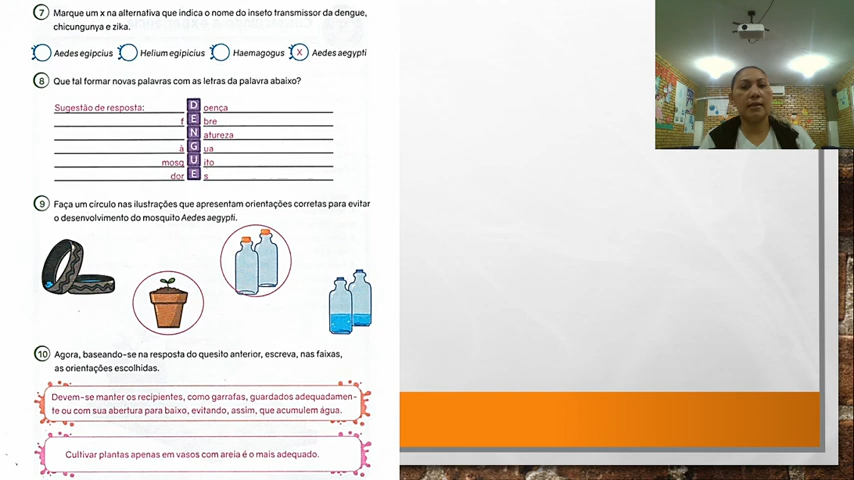 7 Marque um x na alternativa que indica o nome do inseto transmissor da dengue,
chicungunya e zika.
Aedes egipcius Helium egipicius Haemagogus X Aedes aegypti
8 Que tal formar novas palavras com as letras da palavra abaixo?
Sugestão de resposta: D oença
f E bre
N atureza
á G ua
mosq U ito
dor E s
9 Faça um círculo nas ilustrações que apresentam orientações corretas para evitar
o desenvolvimento do mosquito Aedes aegypti.
10 Agora, baseando-se na resposta do quesito anterior, escreva, nas faixas,
as orientações escolhidas.
Devem-se manter os recipientes, como garrafas, guardados adequadamen-
te ou com sua abertura para baixo, evitando, assim, que acumulem água.
Cultivar plantas apenas em vasos com areia é o mais adequado.